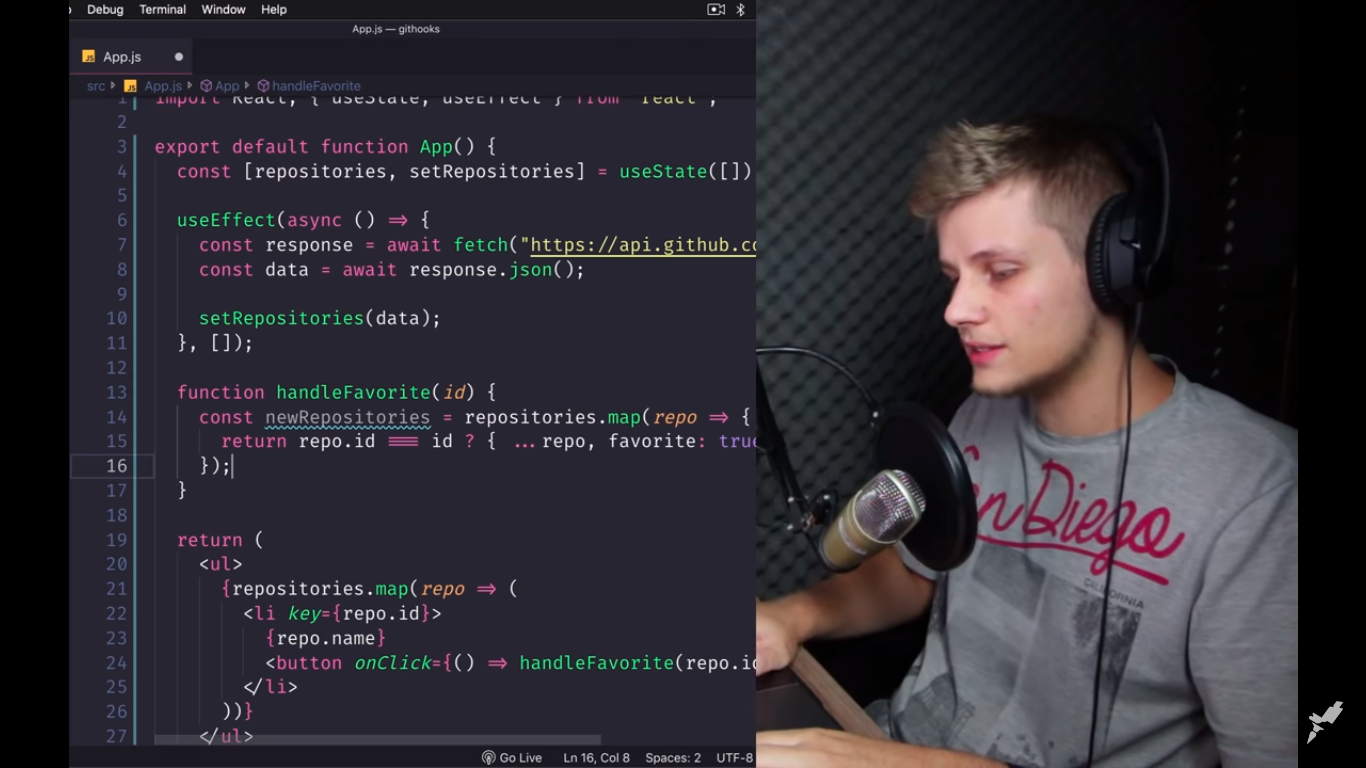 Debug Terminal Window Help
App.js — githooks
JS App.js
src JS App.js App handleFavorite
1 import React, { useState, useEffect } from 'react';
2
3 export default function App() {
4 const [repositories, setRepositories] = useState([])
5
6 useEffect(async () => {
7 const response = await fetch("https://api.github.co
8 const data = await response.json();
9
10 setRepositories(data);
11 }, []);
12
13 function handleFavorite(id) {
14 const newRepositories = repositories.map(repo => {
15 return repo.id === id ? { ...repo, favorite: true
16 });
17 }
18
19 return (
20 <ul>
21 {repositories.map(repo => (
22 <li key={repo.id}>
23 {repo.name}
24 <button onClick={() => handleFavorite(repo.id
25 </li>
26 ))}
27 </ul>
Go Live Ln 16, Col 8 Spaces: 2 UTF-8
San Diego
CALIFORNIA